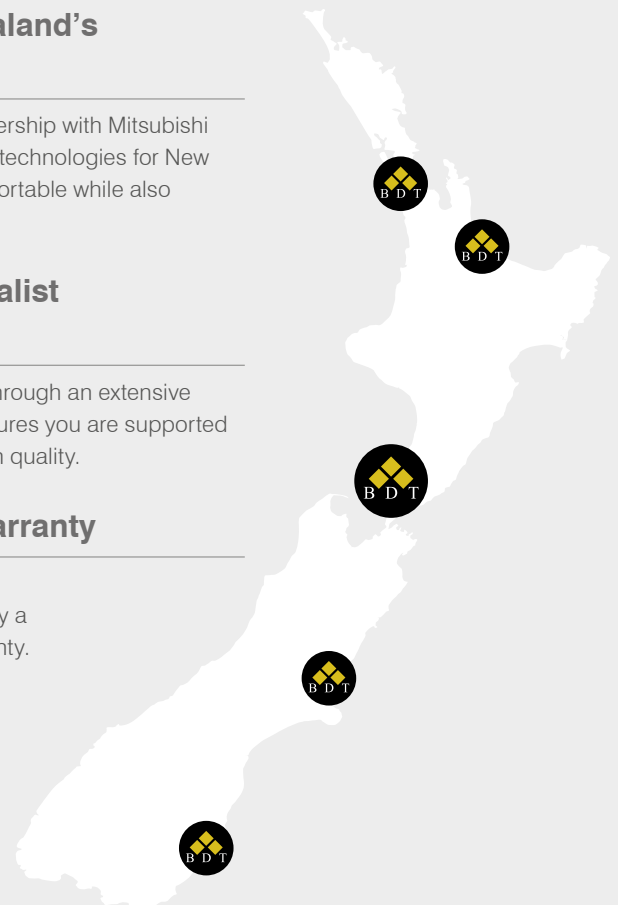 aland's
ership with Mitsubishi
technologies for New
ortable while also
alist
hrough an extensive
ures you are supported
n quality.
arranty
y a
nty.
B D T
B D T
B D T
B D T
B D T